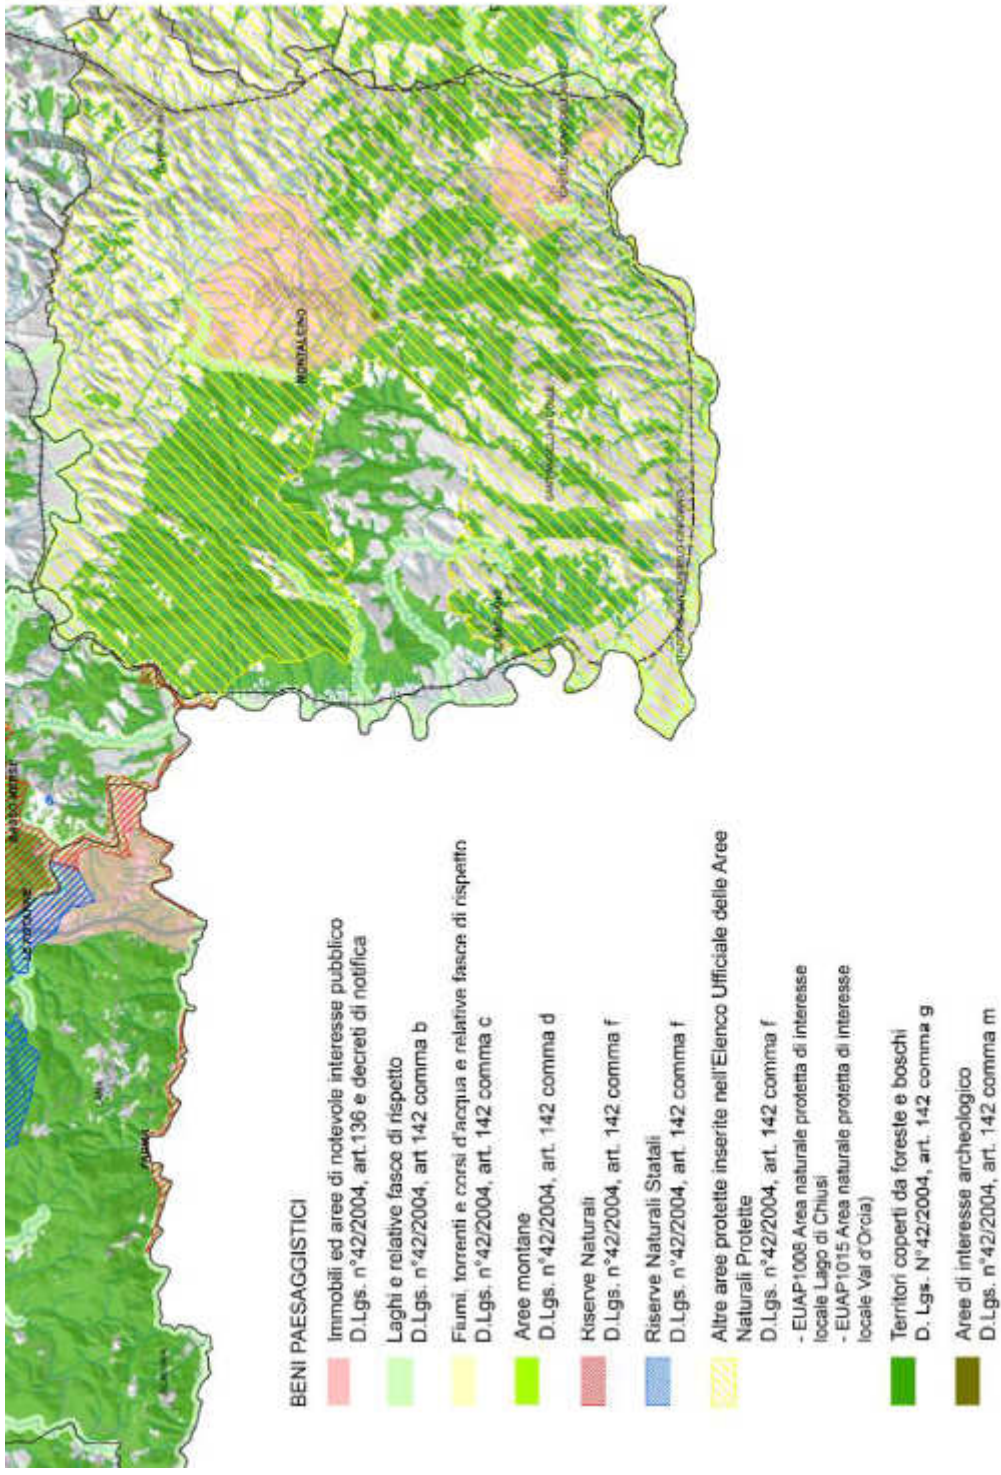 MONTALCINO
BENI PAESAGGISTICI
Immobili ed aree di notevole interesse pubblico
D.Lgs. n°42/2004, art.136 e decreti di notifica
Laghi e relative fasce di rispetto
D.Lgs. n°42/2004, art 142 comma b
Fiumi, torrenti e corsi d'acqua e relative fasce di rispetto
D.Lgs. n°42/2004, art. 142 comma c
Aree montane
D.Lgs. n°42/2004, art. 142 comma d
Riserve Naturali
D.Lgs. n°42/2004, art. 142 comma f
Riserve Naturali Statali
D.Lgs. n°42/2004, art. 142 comma f
Altre aree protette inserite nell'Elenco Ufficiale delle Aree
Naturali Protette
D.Lgs. n°42/2004, art. 142 comma f
- EUAP1008 Area naturale protetta di interesse
locale Lago di Chiusi
- EUAP1015 Area naturale protetta di interesse
locale Val d'Orcia)
Territori coperti da foreste e boschi
D. Lgs. N°42/2004, art. 142 comma g
Aree di interesse archeologico
D.Lgs. n°42/2004, art. 142 comma m